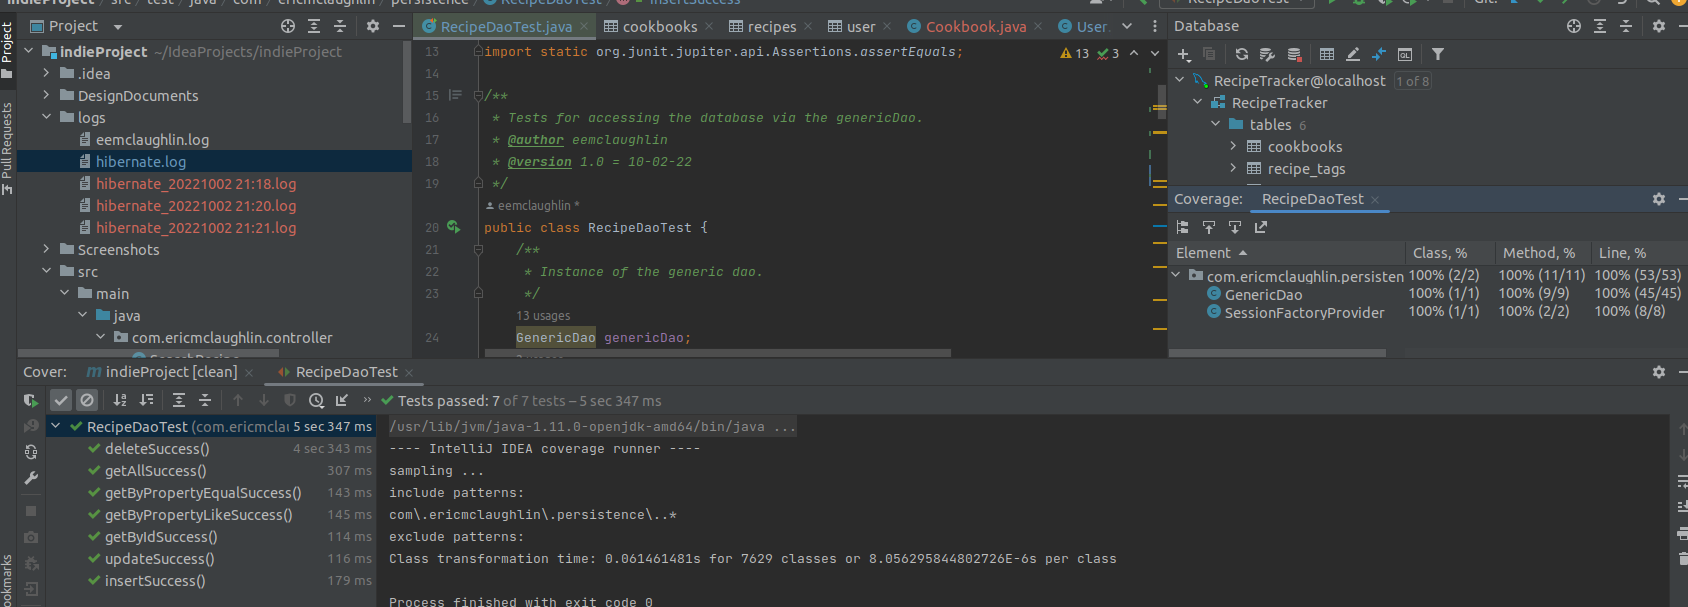 indieProject src test java com ericmclaughlin persistence RecipeDaoTest insertSuccess
RecipeDaoTest Git:
Project
Pull Requests
ookmarks
Project
indieProject ~/IdeaProjects/indieProject
.idea
DesignDocuments
logs
eemclaughlin.log
hibernate.log
hibernate_20221002 21:18.log
hibernate_20221002 21:20.log
hibernate_20221002 21:21.log
Screenshots
src
main
java
com.ericmclaughlin.controller
RecipeDaoTest.java cookbooks recipes user Cookbook.java User.
13 import static org.junit.jupiter.api.Assertions.assertEquals;
13 3
14
15 /**
16 * Tests for accessing the database via the genericDao.
17 * @author eemclaughlin
18 * @version 1.0 = 10-02-22
19 */
eemclaughlin *
20 public class RecipeDaoTest {
21 /**
22 * Instance of the generic dao.
23 */
13 usages
24 GenericDao genericDao;
Database
RecipeTracker@localhost 1 of 8
RecipeTracker
tables 6
cookbooks
recipe_tags
Coverage: RecipeDaoTest
Element Class, % Method, % Line, %
com.ericmclaughlin.persisten 100% (2/2) 100% (11/11) 100% (53/53)
GenericDao 100% (1/1) 100% (9/9) 100% (45/45)
SessionFactoryProvider 100% (1/1) 100% (2/2) 100% (8/8)
Cover: indieProject [clean] RecipeDaoTest
Tests passed: 7 of 7 tests – 5 sec 347 ms
RecipeDaoTest (com.ericmclau 5 sec 347 ms
deleteSuccess() 4 sec 343 ms
getAllSuccess() 307 ms
getByPropertyEqualSuccess() 143 ms
getByPropertyLikeSuccess() 145 ms
getByIdSuccess() 114 ms
updateSuccess() 116 ms
insertSuccess() 179 ms
/usr/lib/jvm/java-1.11.0-openjdk-amd64/bin/java ...
---- IntelliJ IDEA coverage runner ----
sampling ...
include patterns:
com\.ericmclaughlin\.persistence\..*
exclude patterns:
Class transformation time: 0.061461481s for 7629 classes or 8.056295844802726E-6s per class
Process finished with exit code 0